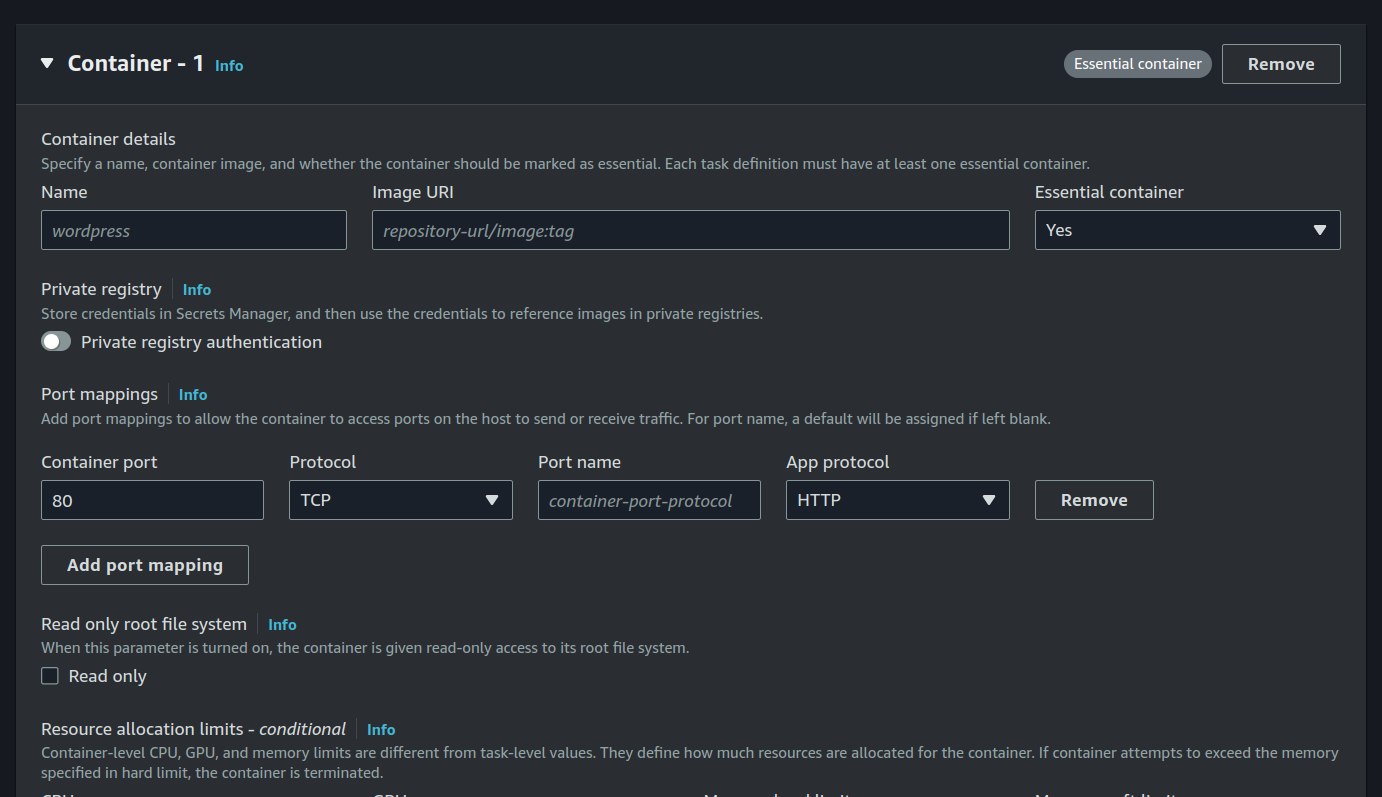 Container - 1 Info Essential container Remove
Container details
Specify a name, container image, and whether the container should be marked as essential. Each task definition must have at least one essential container.
Name Image URI Essential container
wordpress repository-url/image:tag Yes
Private registry Info
Store credentials in Secrets Manager, and then use the credentials to reference images in private registries.
Private registry authentication
Port mappings Info
Add port mappings to allow the container to access ports on the host to send or receive traffic. For port name, a default will be assigned if left blank.
Container port Protocol Port name App protocol
80 TCP container-port-protocol HTTP Remove
Add port mapping
Read only root file system Info
When this parameter is turned on, the container is given read-only access to its root file system.
Read only
Resource allocation limits - conditional Info
Container-level CPU, GPU, and memory limits are different from task-level values. They define how much resources are allocated for the container. If container attempts to exceed the memory
specified in hard limit, the container is terminated.